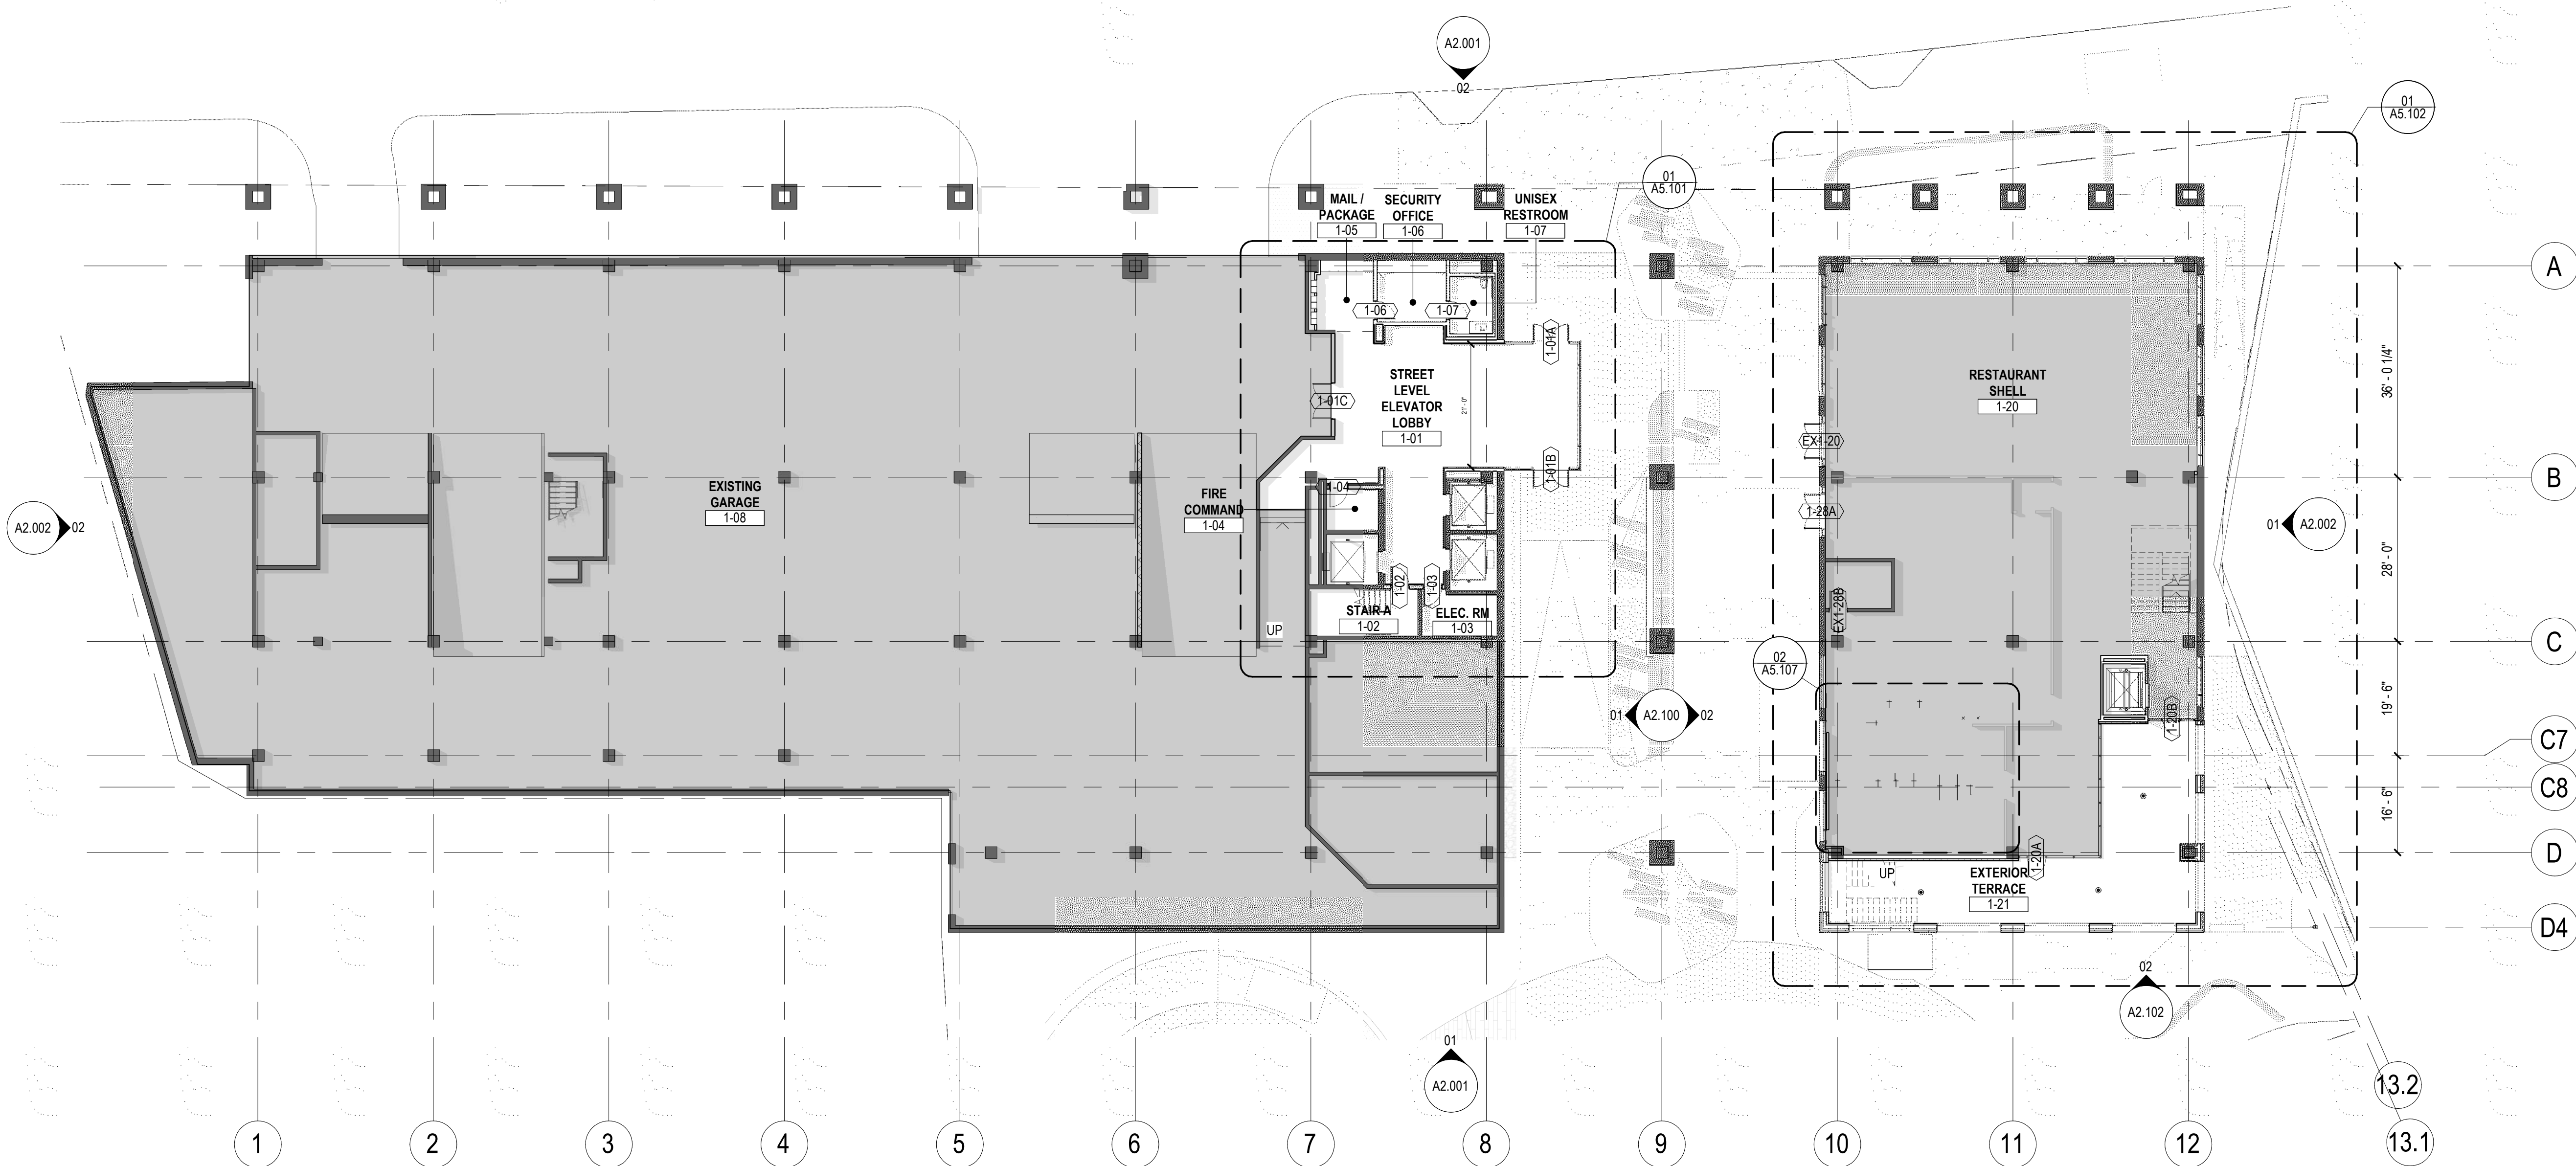 A2.001
02
01
A5.102
01
A5.101
MAIL /
PACKAGE
1-05
SECURITY
OFFICE
1-06
UNISEX
RESTROOM
1-07
A
1-06
1-07
1-01A
36' - 0 1/4"
STREET
LEVEL
ELEVATOR
LOBBY
1-01
21' - 0"
1-01C
RESTAURANT
SHELL
1-20
EX1-20
1-01B
B
EXISTING
GARAGE
1-08
FIRE
COMMAND
1-04
1-04
1-28A
A2.002
02
01
A2.002
28' - 0"
1-02
1-03
STAIR A
1-02
ELEC. RM
1-03
EX1-28B
UP
C
02
A5.107
19' - 6"
01
A2.100
02
1-20B
C7
C8
16' - 6"
D
1-20A
UP
EXTERIOR
TERRACE
1-21
D4
02
A2.102
01
A2.001
13.2
13.1
1
2
3
4
5
6
7
8
9
10
11
12